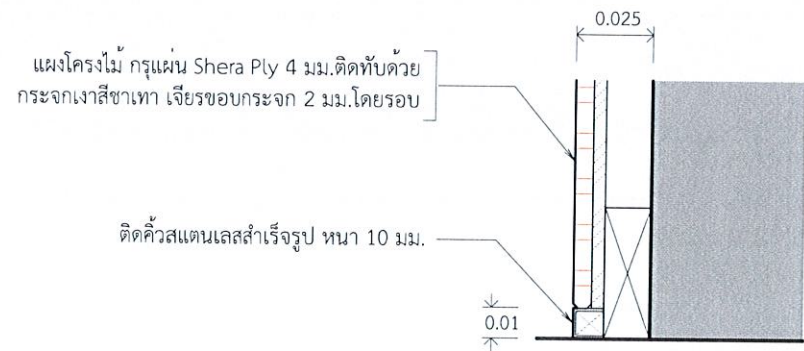 0.025
แผงโครงไม้ กรุแผ่น Shera Ply 4 มม.ติดทับด้วย
กระจกเงาสีชาเทา เจียรขอบกระจก 2 มม.โดยรอบ
ติดคิ้วสแตนเลสสำเร็จรูป หนา 10 มม.
0.01